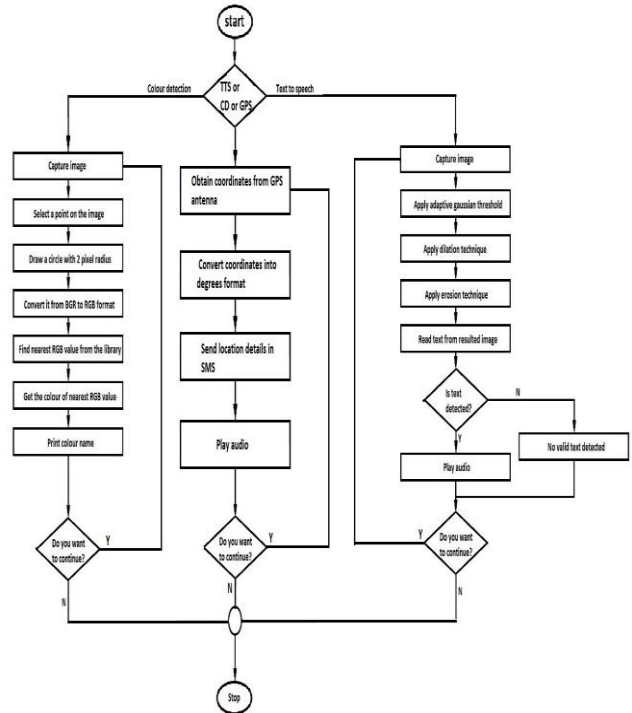 start
Colour detection
TTS or
CD or GPS
Text to speech
Capture image
Select a point on the image
Draw a circle with 2 pixel radius
Convert it from BGR to RGB format
Find nearest RGB value from the library
Get the colour of nearest RGB value
Print colour name
Do you want
to continue?
Y
N
Obtain coordinates from GPS
antenna
Convert coordinates into
degrees format
Send location details in
SMS
Play audio
Do you want
to continue?
Y
N
Capture image
Apply adaptive gaussian threshold
Apply dilation technique
Apply erosion technique
Read text from resulted image
Is text
detected?
N
Y
No valid text detected
Play audio
Do you want
to continue?
Y
N
Stop